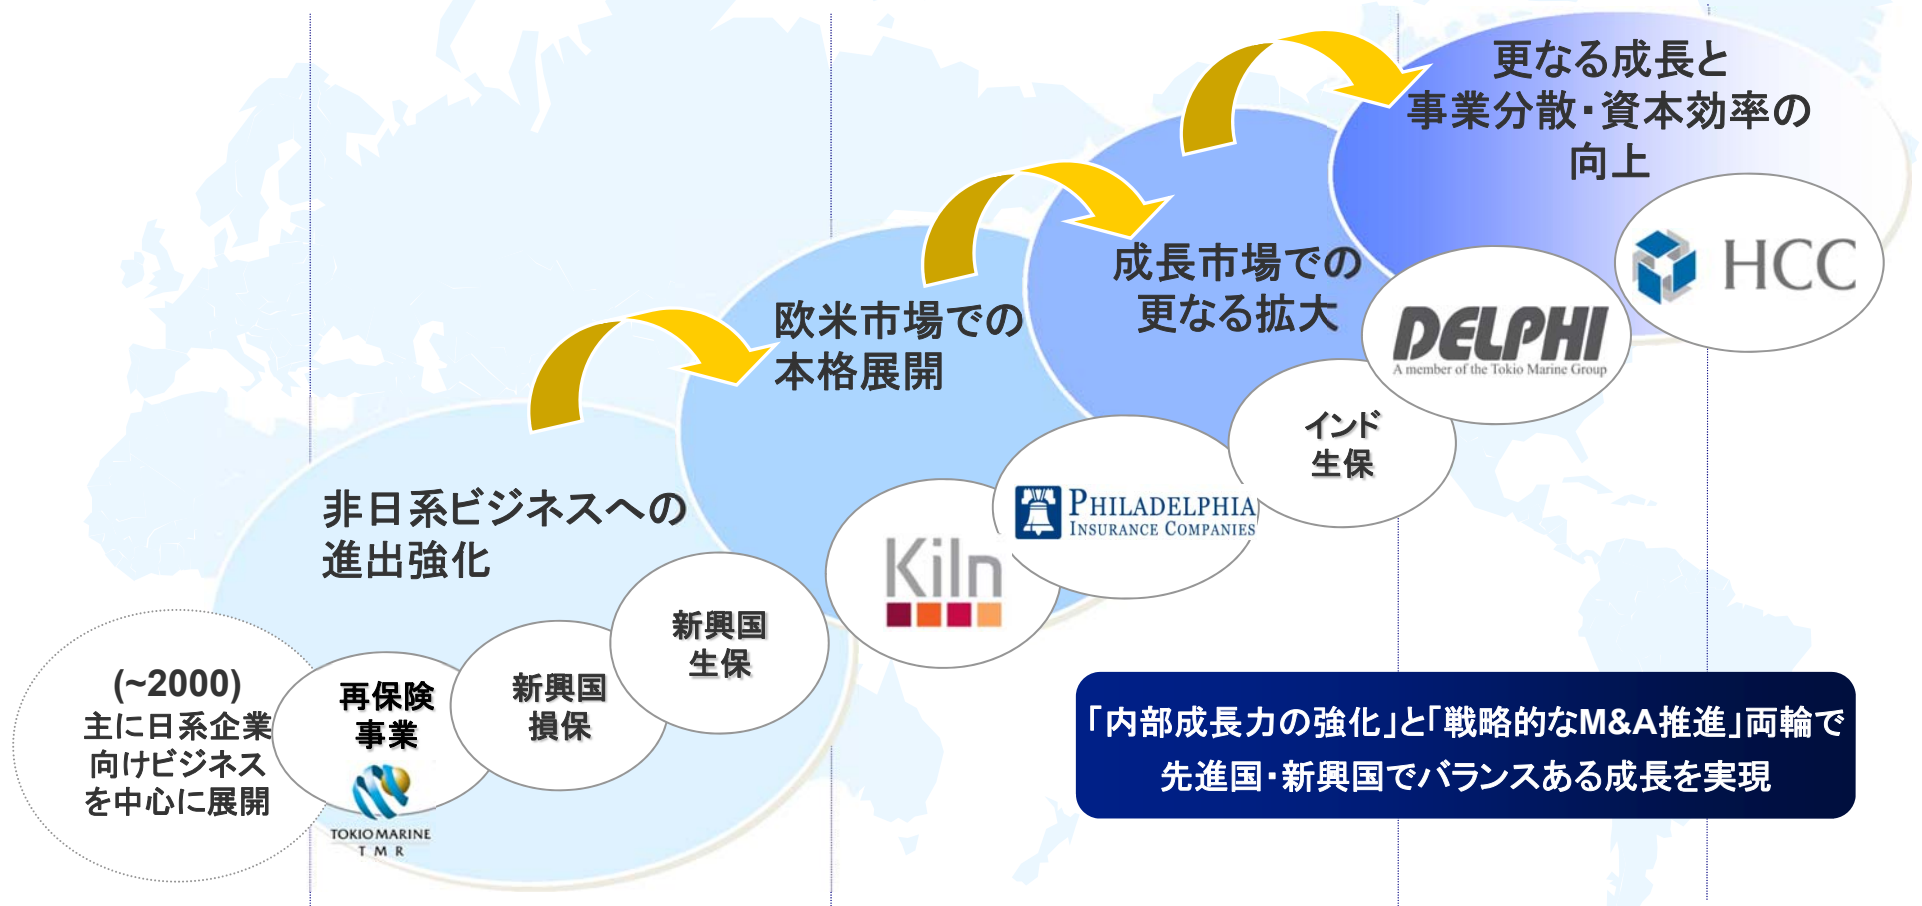 更なる成長と
事業分散・資本効率の
向上
HCC
成長市場での
更なる拡大
DELPHI
A member of the Tokio Marine Group
欧米市場での
本格展開
インド
生保
PHILADELPHIA
INSURANCE COMPANIES
Kiln
非日系ビジネスへの
進出強化
新興国
生保
新興国
損保
再保険
事業
TOKIO MARINE
T M R
(~2000)
主に日系企業
向けビジネス
を中心に展開
「内部成長力の強化」と「戦略的なM&A推進」両輪で
先進国・新興国でバランスある成長を実現